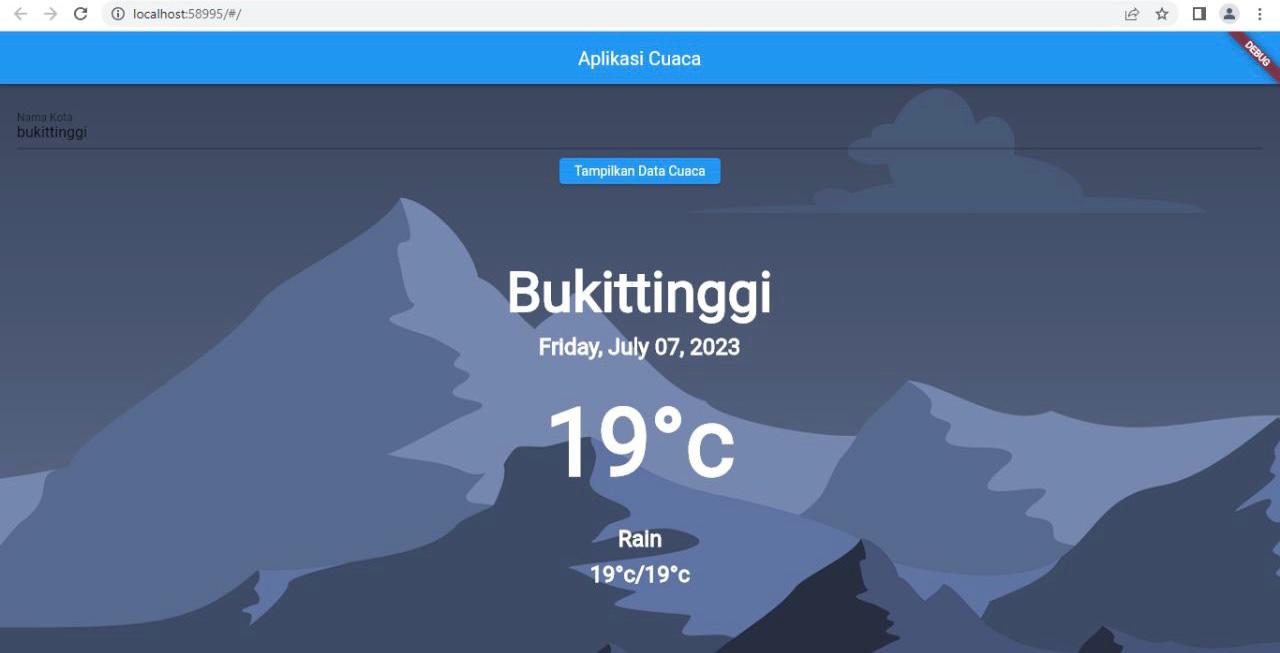 localhost:58995/#/
Aplikasi Cuaca
DEBUG
Nama Kota
bukittinggi
Tampilkan Data Cuaca
Bukittinggi
Friday, July 07, 2023
19°c
Rain
19°c/19°c